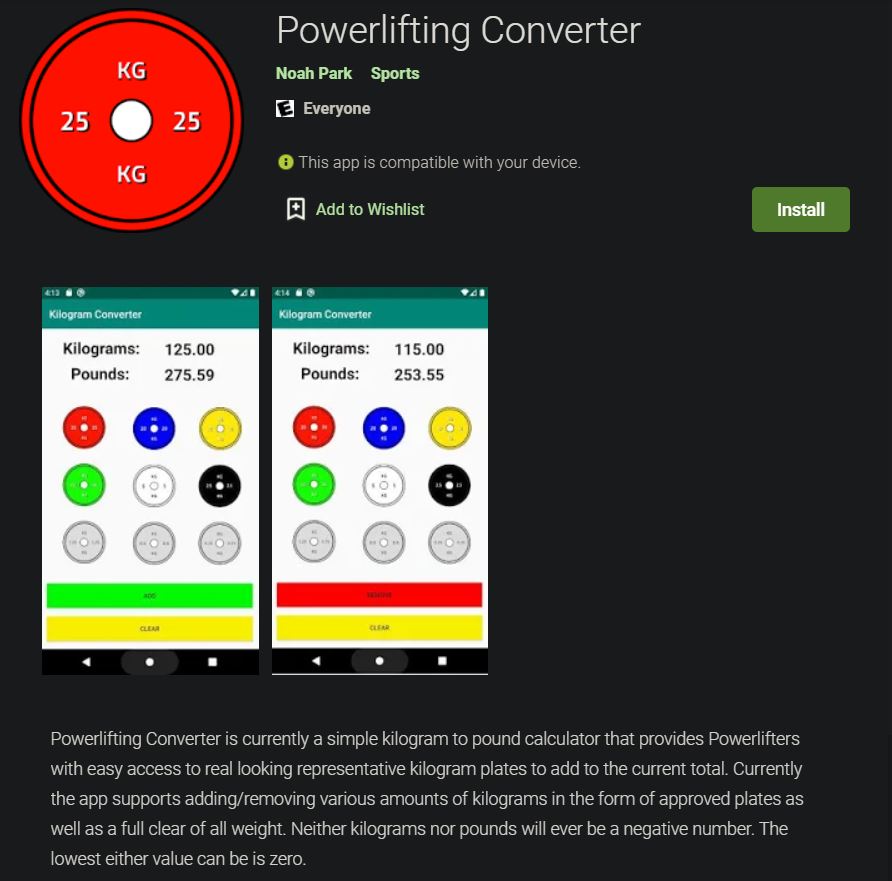 KG
25 25
KG
Powerlifting Converter
Noah Park Sports
Everyone
This app is compatible with your device.
Add to Wishlist
Install
4:13
Kilogram Converter
Kilograms: 125.00
Pounds: 275.59
ADD
CLEAR
4:14
Kilogram Converter
Kilograms: 115.00
Pounds: 253.55
REMOVE
CLEAR
Powerlifting Converter is currently a simple kilogram to pound calculator that provides Powerlifters
with easy access to real looking representative kilogram plates to add to the current total. Currently
the app supports adding/removing various amounts of kilograms in the form of approved plates as
well as a full clear of all weight. Neither kilograms nor pounds will ever be a negative number. The
lowest either value can be is zero.